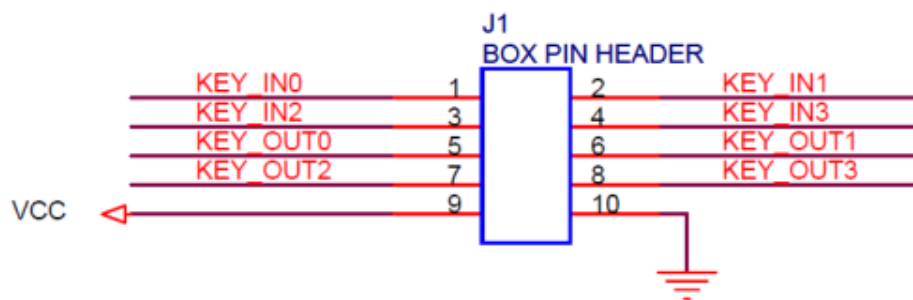 J1
BOX PIN HEADER
KEY_IN0 1 2 KEY_IN1
KEY_IN2 3 4 KEY_IN3
KEY_OUT0 5 6 KEY_OUT1
KEY_OUT2 7 8 KEY_OUT3
VCC 9 10